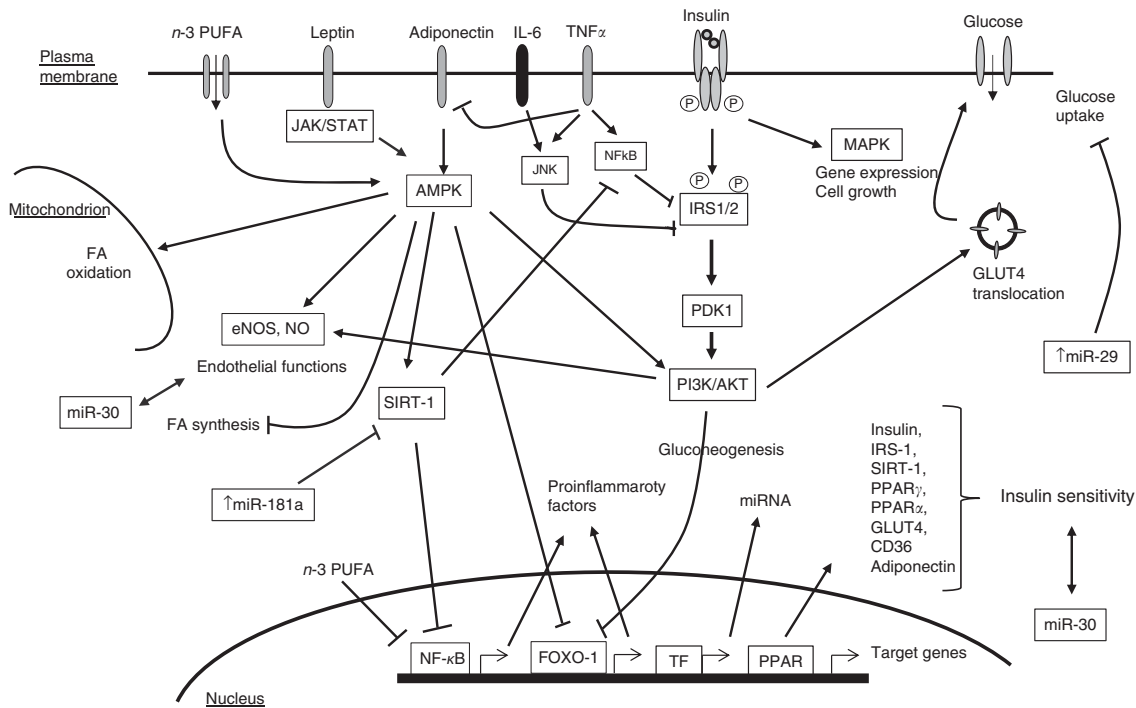 Plasma
membrane
n-3 PUFA
Leptin
Adiponectin
IL-6
TNFα
Insulin
Glucose
JAK/STAT
P
P
Glucose
uptake
JNK
NFkB
MAPK
Gene expression
Cell growth
AMPK
P
P
IRS1/2
Mitochondrion
FA
oxidation
GLUT4
translocation
PDK1
eNOS, NO
Endothelial functions
↑miR-29
PI3K/AKT
miR-30
SIRT-1
FA synthesis
Gluconeogenesis
↑miR-181a
Proinflammaroty
factors
miRNA
Insulin,
IRS-1,
SIRT-1,
PPARγ,
PPARα,
GLUT4,
CD36
Adiponectin
Insulin sensitivity
n-3 PUFA
miR-30
NF-κB
FOXO-1
TF
PPAR
Target genes
Nucleus